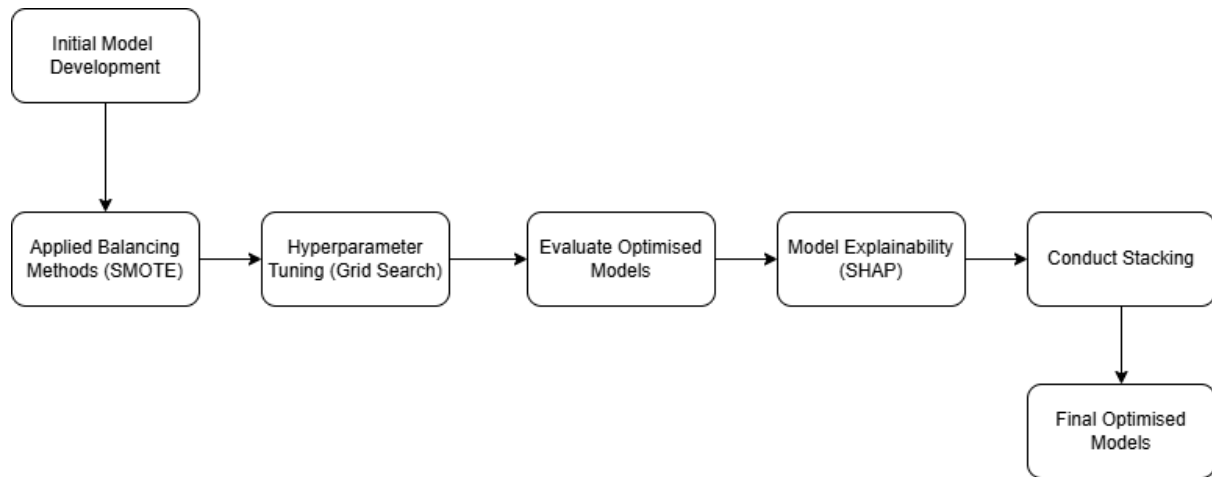 Initial Model
Development
Applied Balancing
Methods (SMOTE)
Hyperparameter
Tuning (Grid Search)
Evaluate Optimised
Models
Model Explainability
(SHAP)
Conduct Stacking
Final Optimised
Models